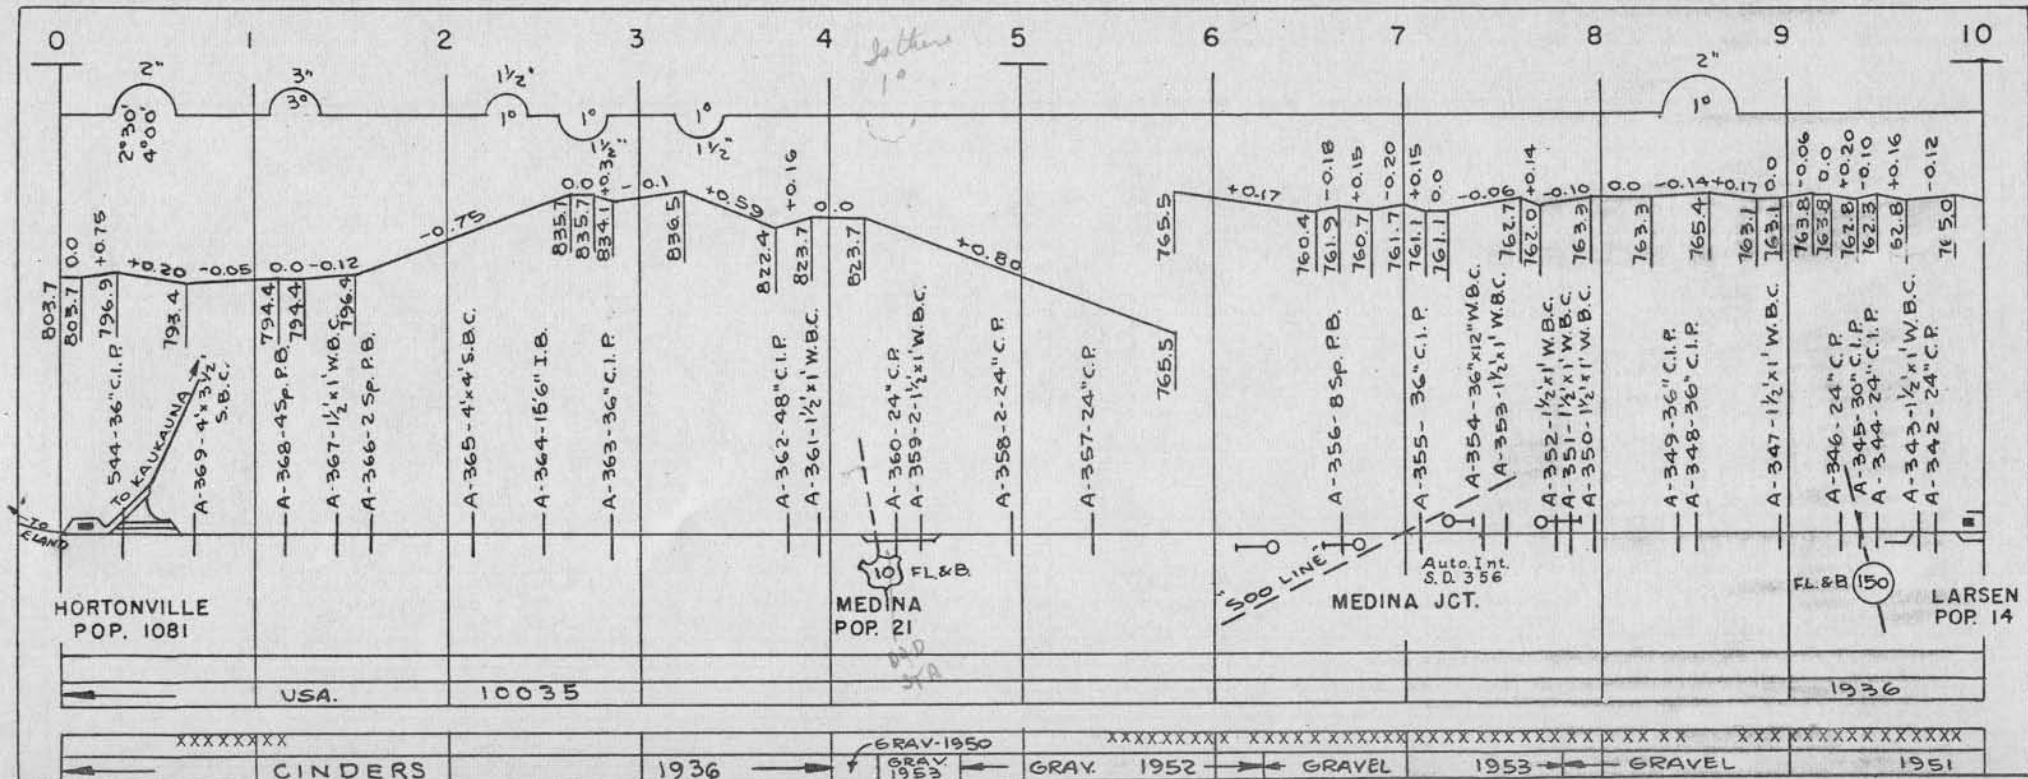 0 1 2 3 4 5 6 7 8 9 10
Is there
1°
2" 3" 1½" 2"
2°30' 3° 1° 1° 1° 1°
4°00' 1½" 1½"
0.0 +0.75 +0.20 -0.05 0.0 -0.12 -0.75 0.0 +0.3 -0.1 +0.59 +0.16 0.0 +0.80 +0.17 -0.18 +0.15 -0.20 +0.15 0.0 -0.06 +0.14 -0.10 0.0 -0.14 +0.17 0.0 -0.06 0.0 +0.20 -0.10 +0.16 -0.12
803.7 803.7 796.9 793.4 794.4 794.4 796.4 835.7 835.7 834.1 836.5 822.4 823.7 823.7 765.5 765.5 760.4 761.9 760.7 761.7 761.1 761.1 762.7 762.0 763.3 763.3 765.4 763.1 763.1 763.8 763.8 762.8 762.3 762.8 765.0
544-36" C.I.P.
TO KAUKAUNA
A-369-4'x3½' S.B.C.
A-368-4 Sp. P.B.
A-367-1½'x1' W.B.C.
A-366-2 Sp. P.B.
A-365-4'x4' S.B.C.
A-364-15'6" I.B.
A-363-36" C.I.P.
A-362-48" C.I.P.
A-361-1½'x1' W.B.C.
A-360-24" C.P.
A-359-2-1½'x1' W.B.C.
A-358-2-24" C.P.
A-357-24" C.P.
A-356-8 Sp. P.B.
A-355-36" C.I.P.
A-354-36"x12" W.B.C.
A-353-1½'x1' W.B.C.
A-352-1½'x1' W.B.C.
A-351-1½'x1' W.B.C.
A-350-1½'x1' W.B.C.
A-349-36" C.I.P.
A-348-36" C.I.P.
A-347-1½'x1' W.B.C.
A-346-24" C.P.
A-345-30" C.I.P.
A-344-24" C.I.P.
A-343-1½'x1' W.B.C.
A-342-24" C.P.
TO ELAND
10 FL.&B.
"SOO LINE"
Auto. Int.
S.D. 356
FL.&B. 150
HORTONVILLE
POP. 1081
MEDINA
POP. 21
MEDINA JCT.
LARSEN
POP. 14
USA. 10035 1936
XXXXXXXX XXXXXXXXX XXXXXXXXXXXXXXXXXXXXXXX XXXXXXXXXXXXXXX
CINDERS 1936 GRAV-1950 GRAV. 1953 GRAV. 1952 GRAVEL 1953 GRAVEL 1951